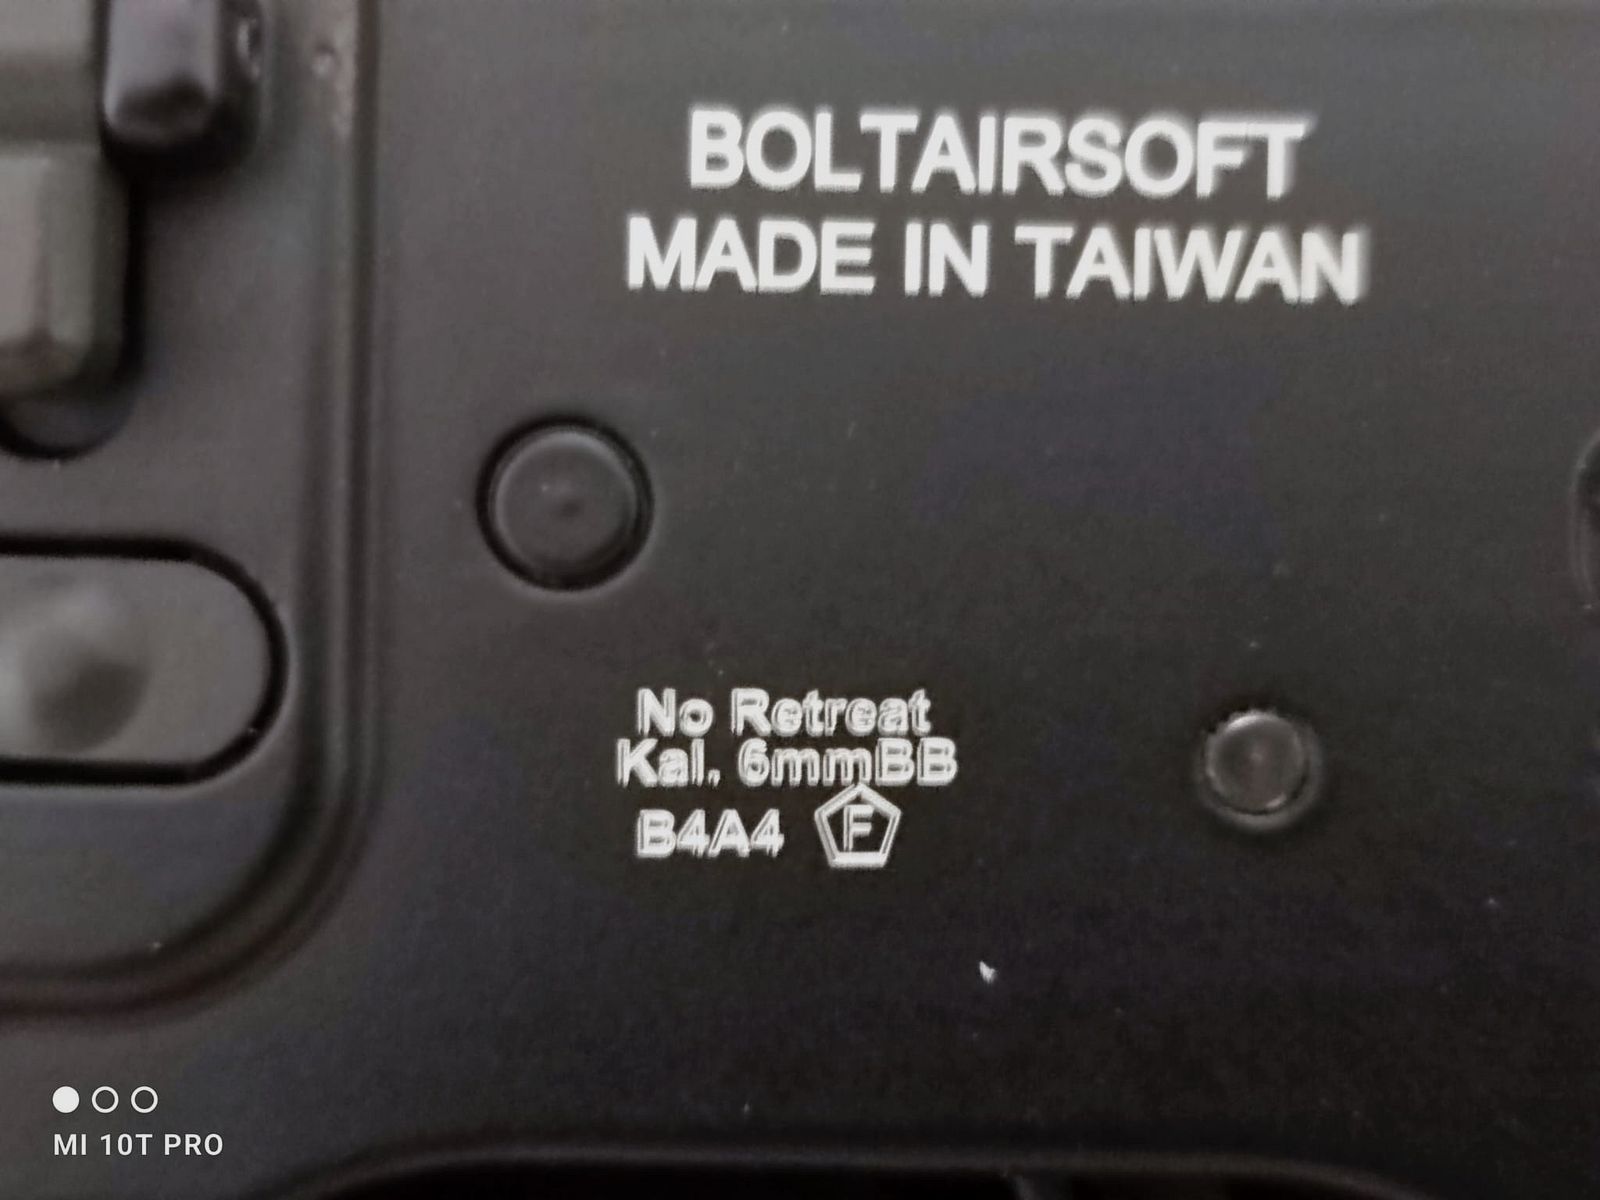 BOLTAIRSOFT
MADE IN TAIWAN
No Retreat
Kal. 6mmBB
B4A4 F
MI 10T PRO